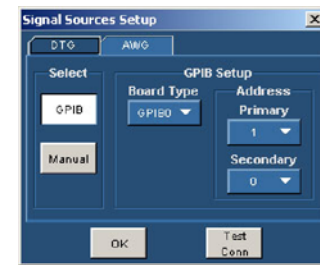 Signal Sources Setup
DTG AWG
Select
GPIB
Manual
GPIB Setup
Board Type
GPIB0
Address
Primary
1
Secondary
0
OK
Test
Conn